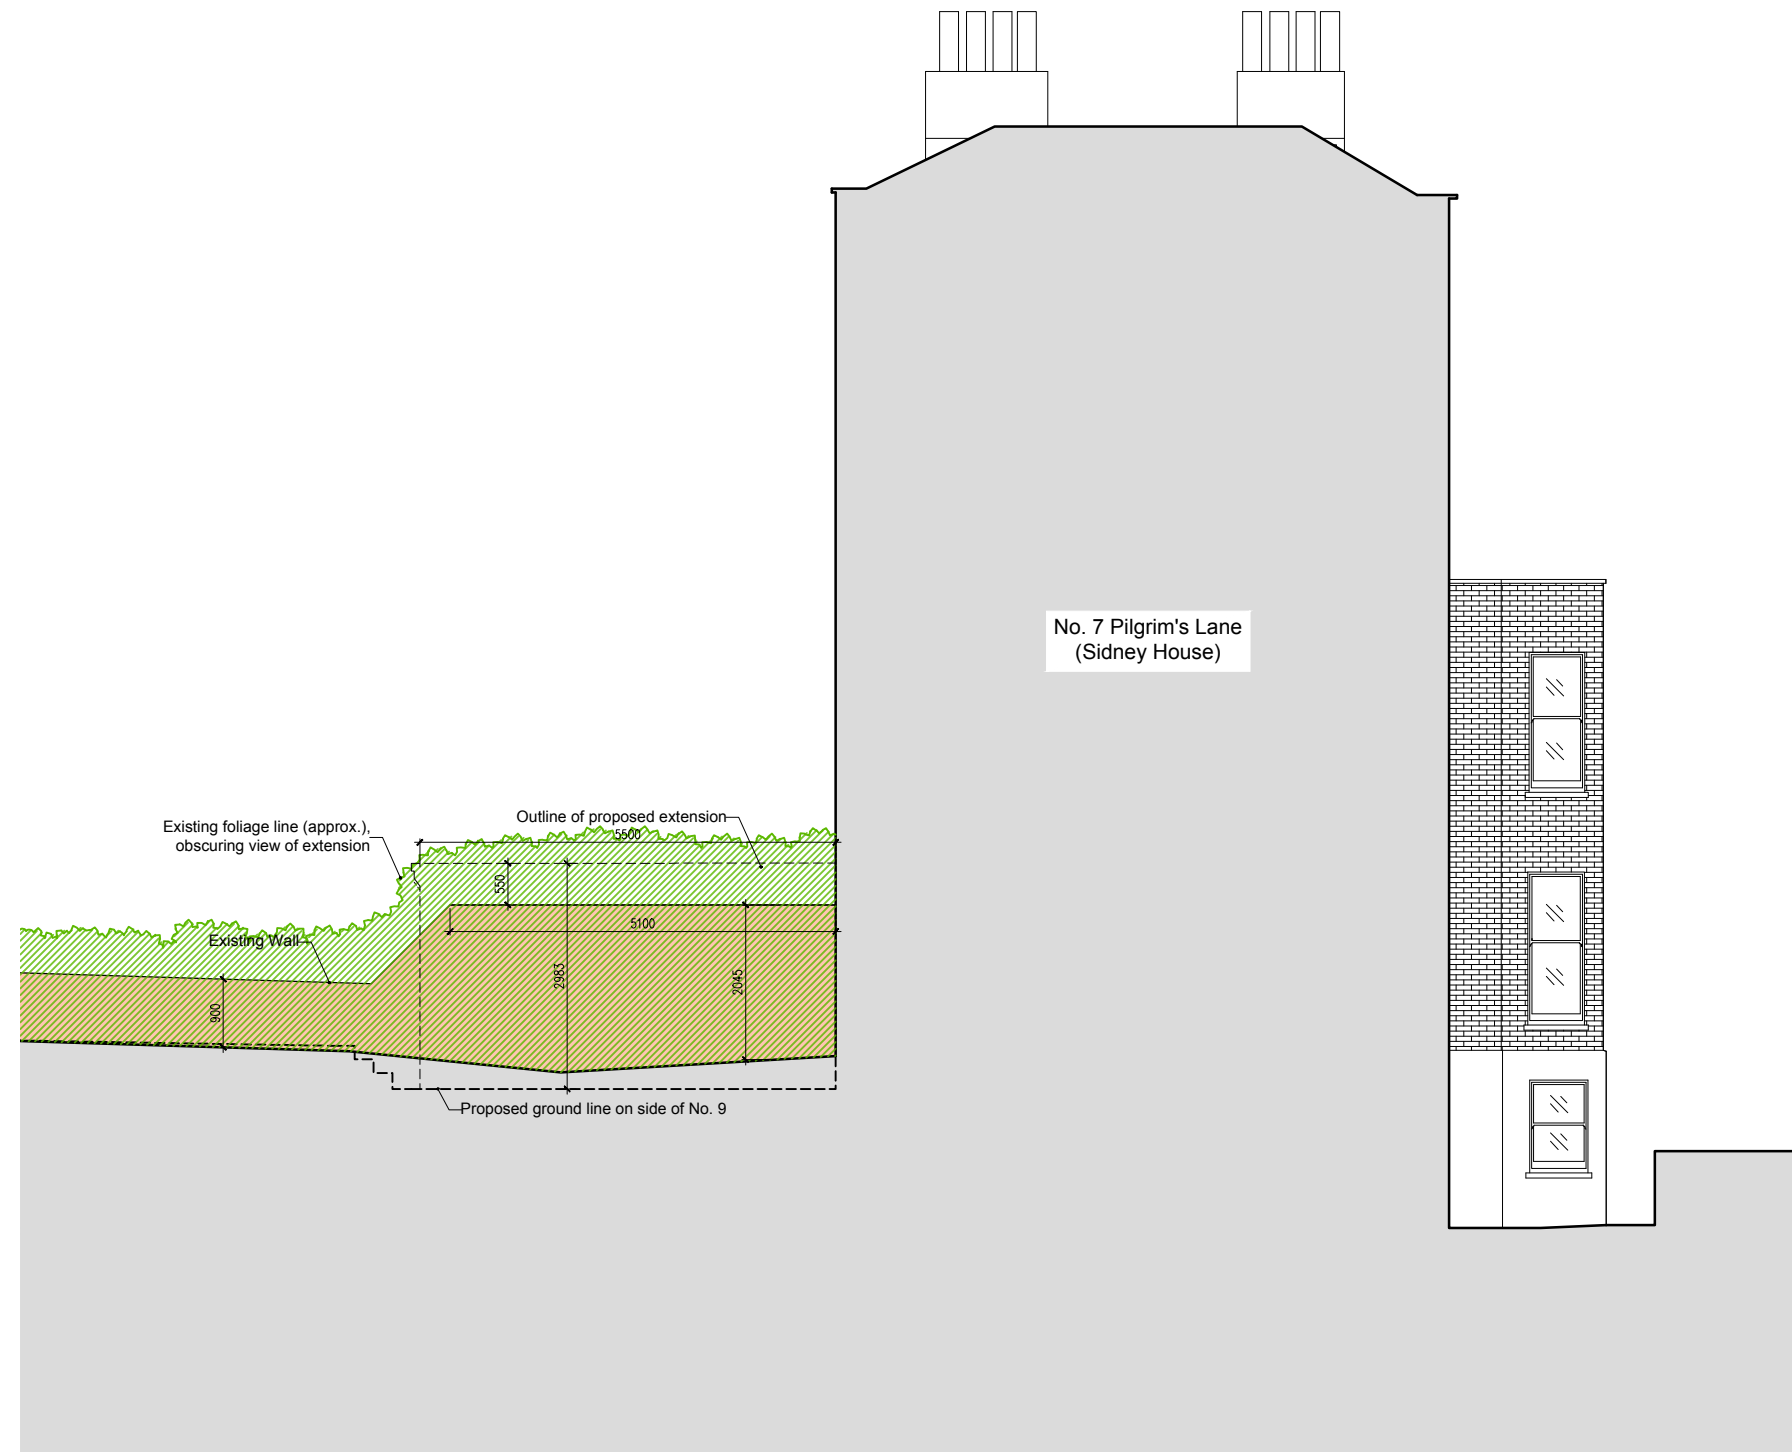 No. 7 Pilgrim's Lane
(Sidney House)
Outline of proposed extension
Existing foliage line (approx.),
obscuring view of extension
5500
550
5100
Existing Wall
2983
2045
900
Proposed ground line on side of No. 9